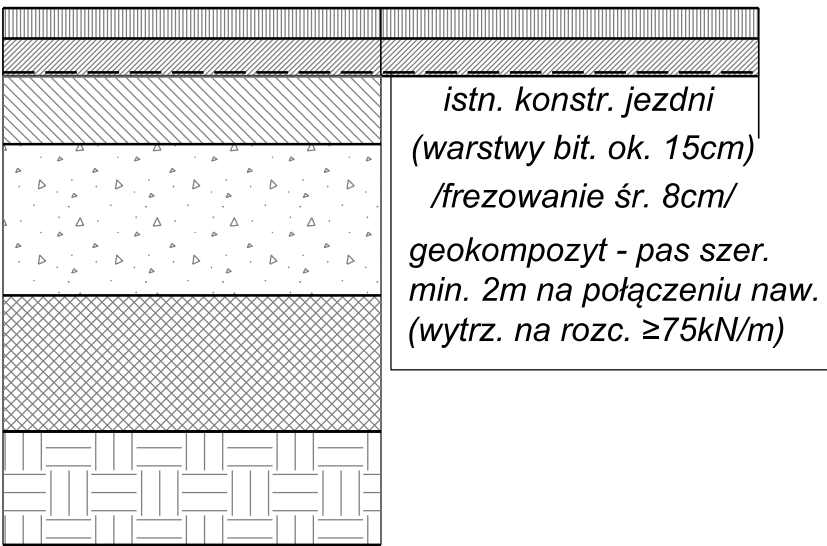 istn. konstr. jezdni
(warstwy bit. ok. 15cm)
/frezowanie śr. 8cm/
geokompozyt - pas szer.
min. 2m na połączeniu naw.
(wytrz. na rozc. ≥75kN/m)